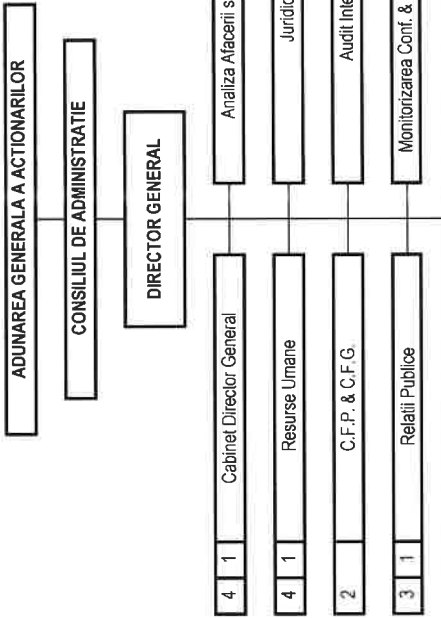 ADUNAREA GENERALA A ACTIONARILOR
CONSILIUL DE ADMINISTRATIE
DIRECTOR GENERAL
4 1 Cabinet Director General
Analiza Afacerii s
4 1 Resurse Umane
Juridic
2 C.F.P. & C.F.G.
Audit Inte
3 1 Relatii Publice
Monitorizarea Conf. &